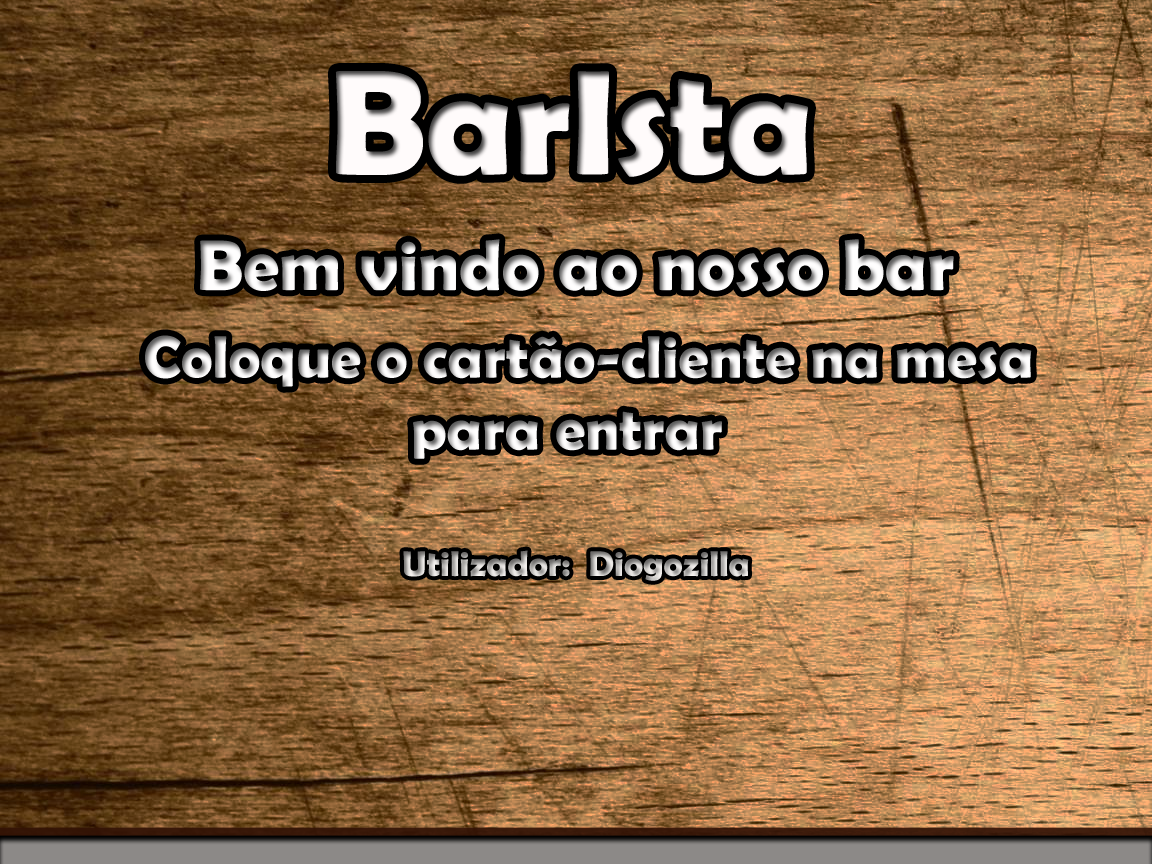 BarIsta
Bem vindo ao nosso bar
Coloque o cartão-cliente na mesa
para entrar
Utilizador: Diogozilla